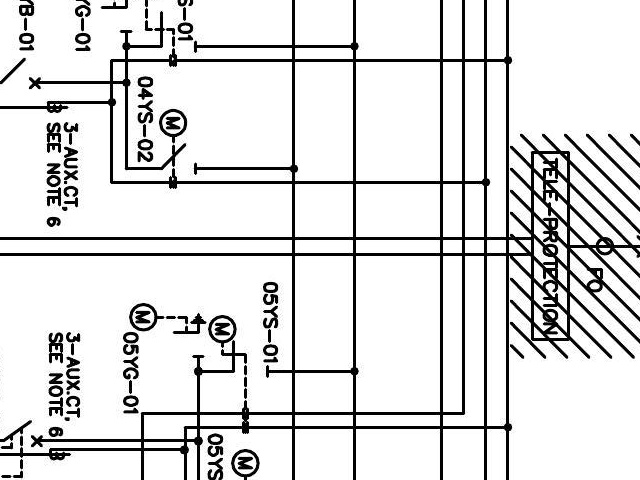 YB-01
YG-01
S-01
04YS-02
M
3-AUX.CT,
SEE NOTE 6
B
TELE-PROTECTION
FO
M
M
05YS-01
05YG-01
3-AUX.CT,
SEE NOTE 6
B
05YS
M